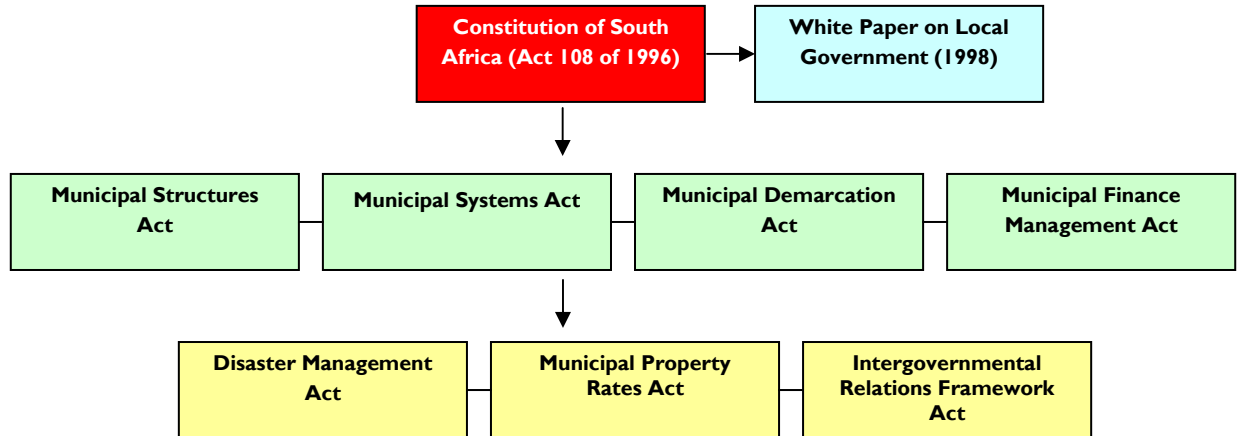 Constitution of South
Africa (Act 108 of 1996)
White Paper on Local
Government (1998)
Municipal Structures
Act
Municipal Systems Act
Municipal Demarcation
Act
Municipal Finance
Management Act
Disaster Management
Act
Municipal Property
Rates Act
Intergovernmental
Relations Framework
Act